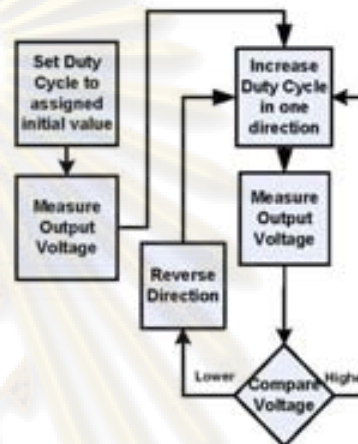 Set Duty
Cycle to
assigned
initial value
Measure
Output
Voltage
Increase
Duty Cycle
in one
direction
Measure
Output
Voltage
Reverse
Direction
Lower
Compare
Voltage